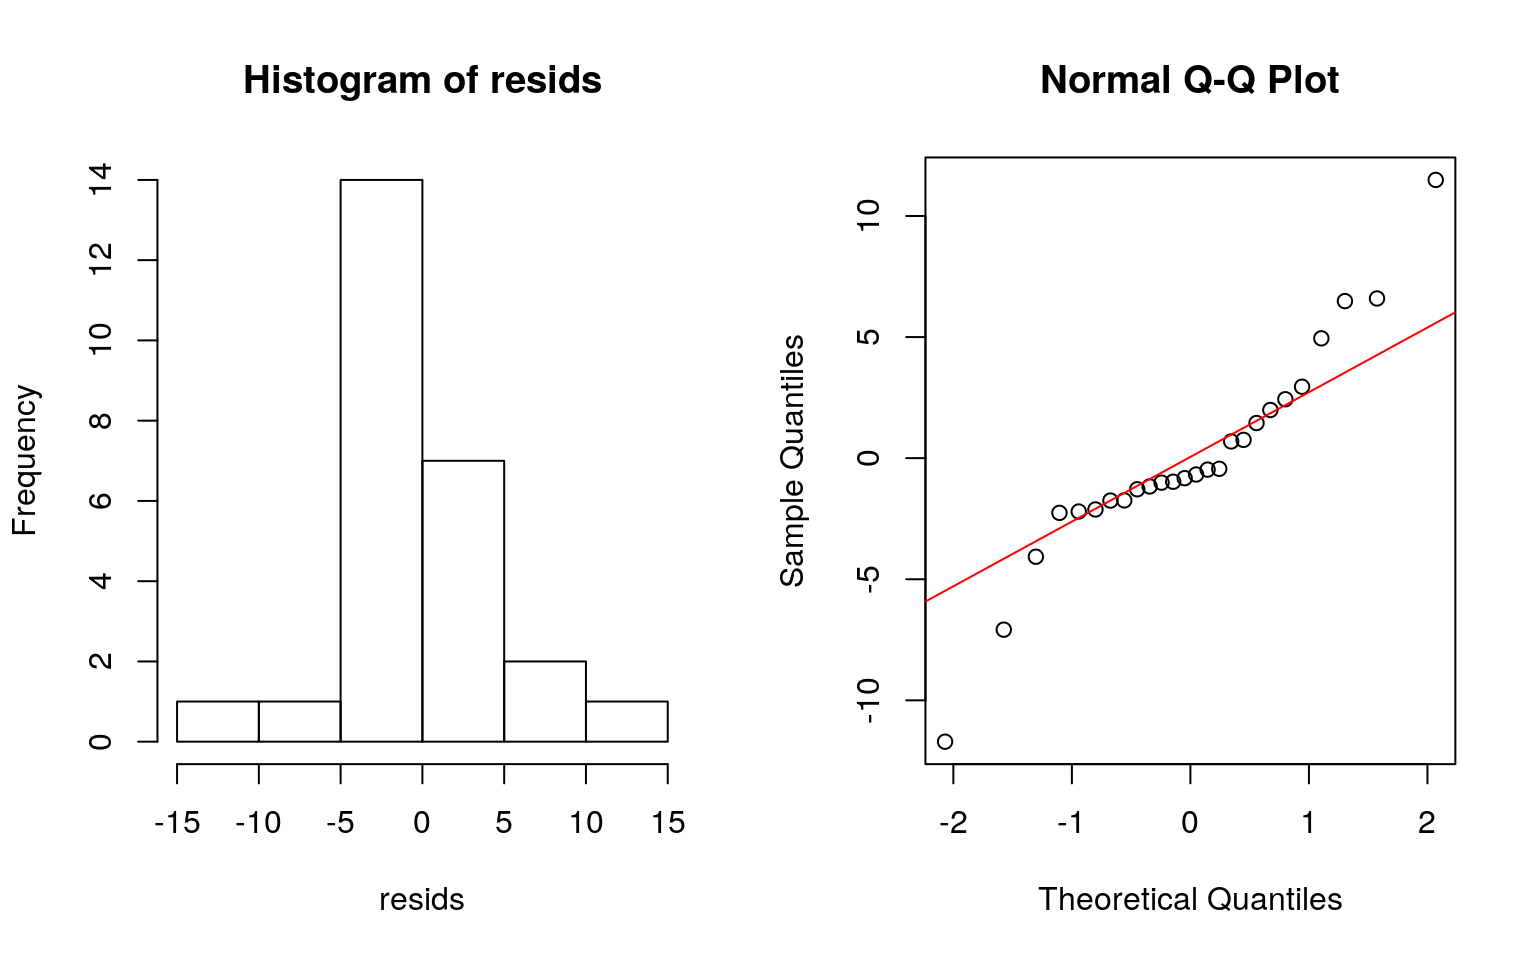 Histogram of resids
Frequency
14
12
10
8
6
4
2
0
-15 -10 -5 0 5 10 15
resids
Normal Q-Q Plot
Sample Quantiles
10
5
0
-5
-10
-2 -1 0 1 2
Theoretical Quantiles